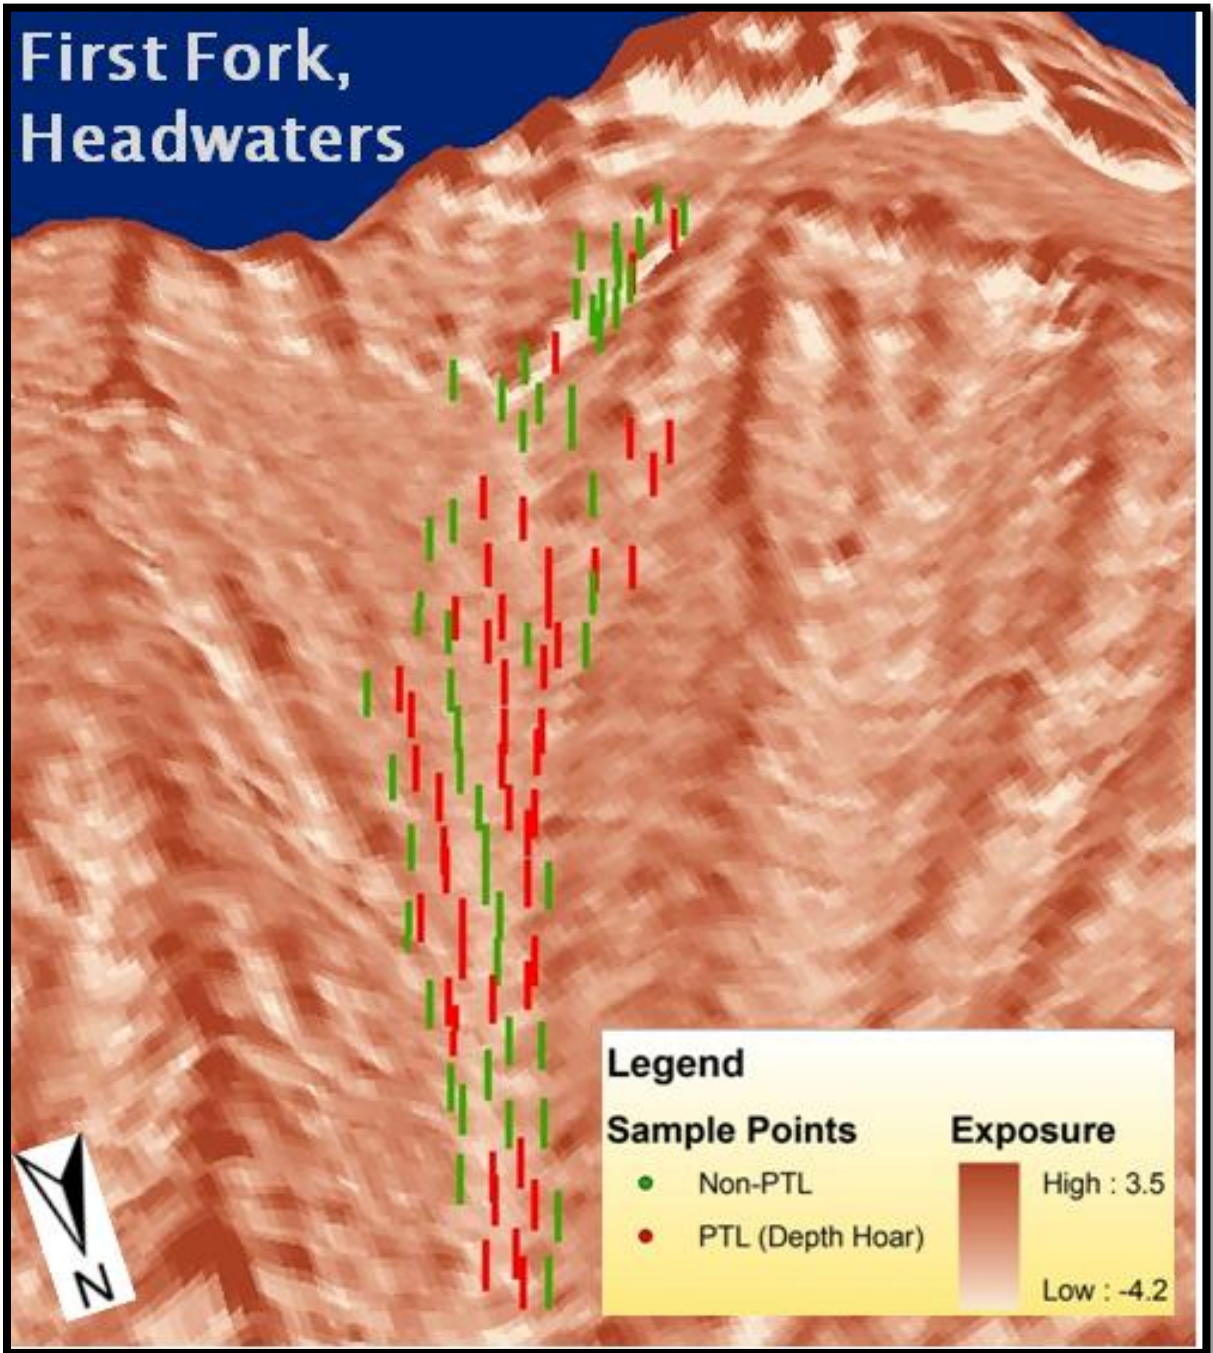 First Fork,
Headwaters
Legend
Sample Points
Non-PTL
PTL (Depth Hoar)
Exposure
High : 3.5
Low : -4.2
N